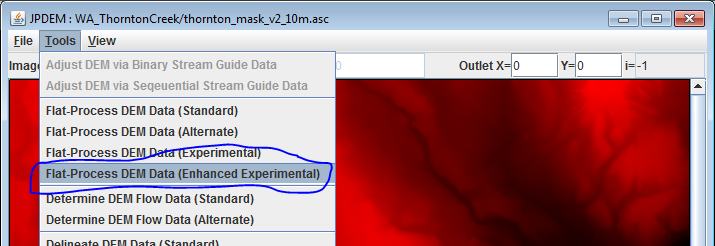 JPDEM : WA_ThorntonCreek/thornton_mask_v2_10m.asc
File Tools View
Outlet X= 0 Y= 0 i= -1
Adjust DEM via Binary Stream Guide Data
Adjust DEM via Seqeuential Stream Guide Data
Flat-Process DEM Data (Standard)
Flat-Process DEM Data (Alternate)
Flat-Process DEM Data (Experimental)
Flat-Process DEM Data (Enhanced Experimental)
Determine DEM Flow Data (Standard)
Determine DEM Flow Data (Alternate)
Delineate DEM Data (Standard)